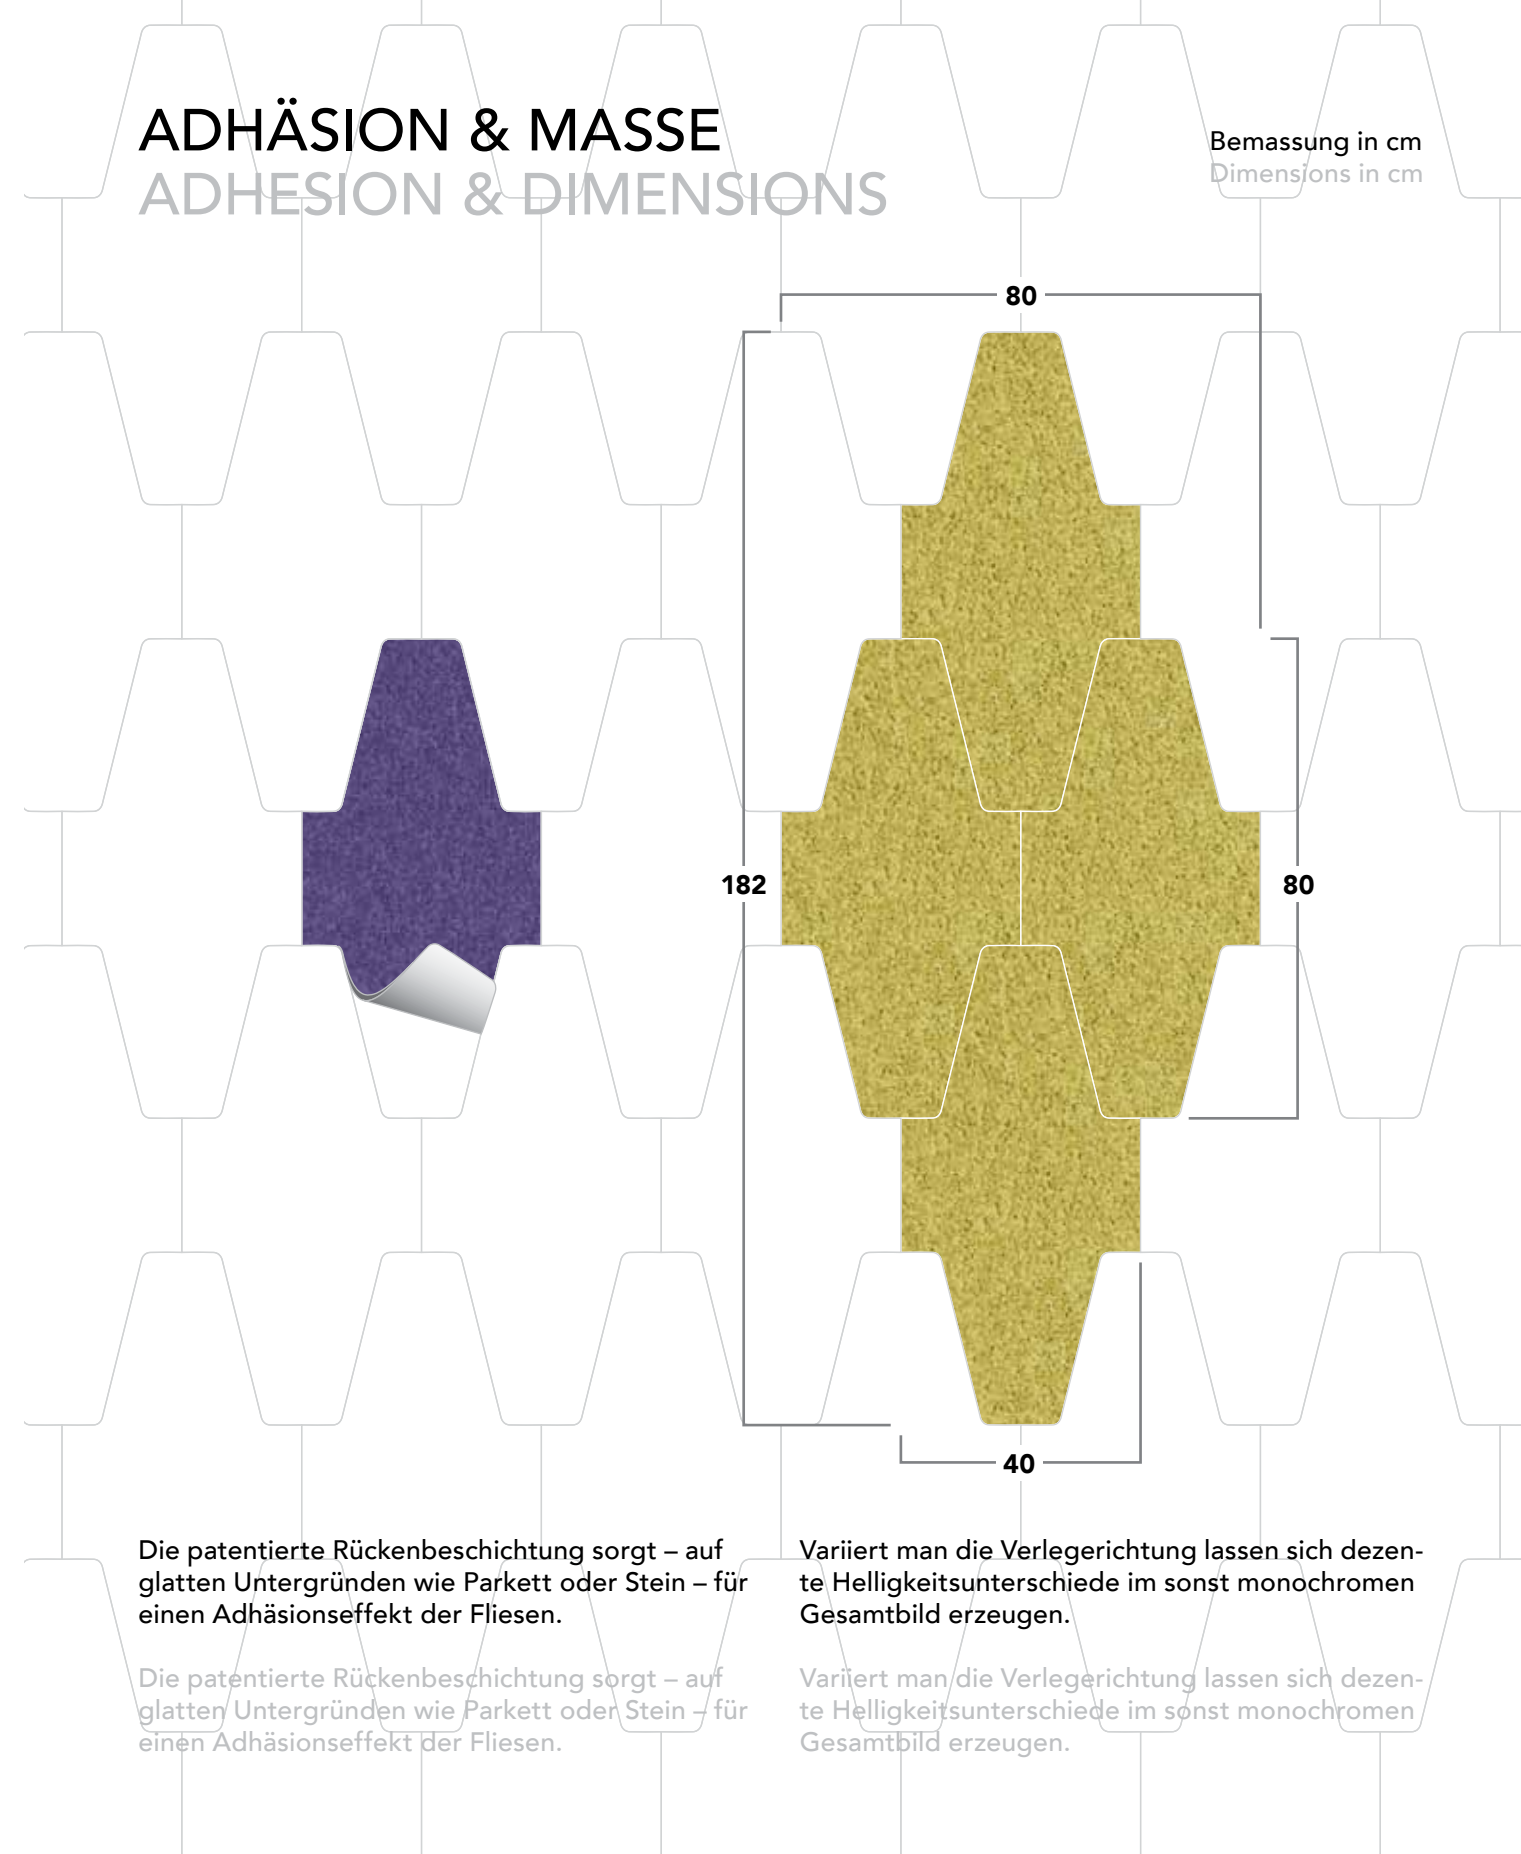 ADHÄSION & MASSE
ADHESION & DIMENSIONS
Bemassung in cm
Dimensions in cm
80
182
80
40
Die patentierte Rückenbeschichtung sorgt – auf
glatten Untergründen wie Parkett oder Stein – für
einen Adhäsionseffekt der Fliesen.
Die patentierte Rückenbeschichtung sorgt – auf
glatten Untergründen wie Parkett oder Stein – für
einen Adhäsionseffekt der Fliesen.
Variiert man die Verlegerichtung lassen sich dezen-
te Helligkeitsunterschiede im sonst monochromen
Gesamtbild erzeugen.
Variiert man die Verlegerichtung lassen sich dezen-
te Helligkeitsunterschiede im sonst monochromen
Gesamtbild erzeugen.